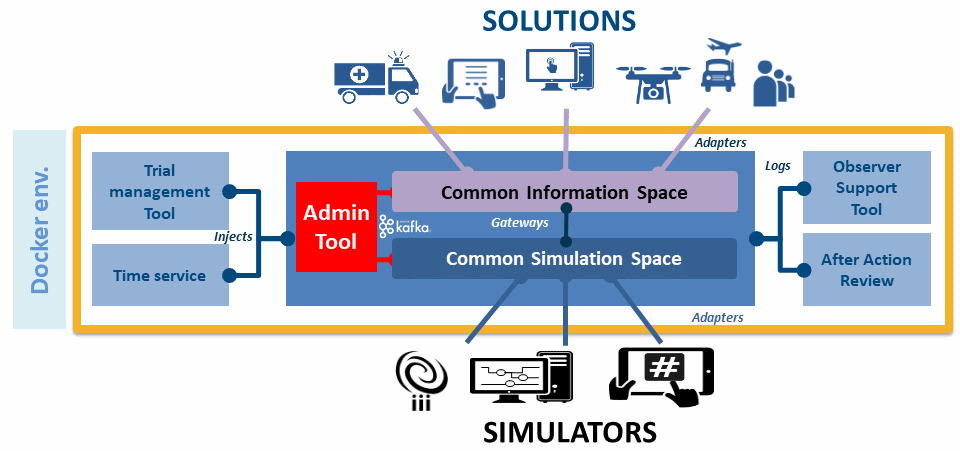 SOLUTIONS
Docker env.
Adapters
Trial
management
Tool
Injects
Time service
Admin
Tool
kafka
Common Information Space
Gateways
Common Simulation Space
Logs
Observer
Support
Tool
After Action
Review
Adapters
iii
#
SIMULATORS